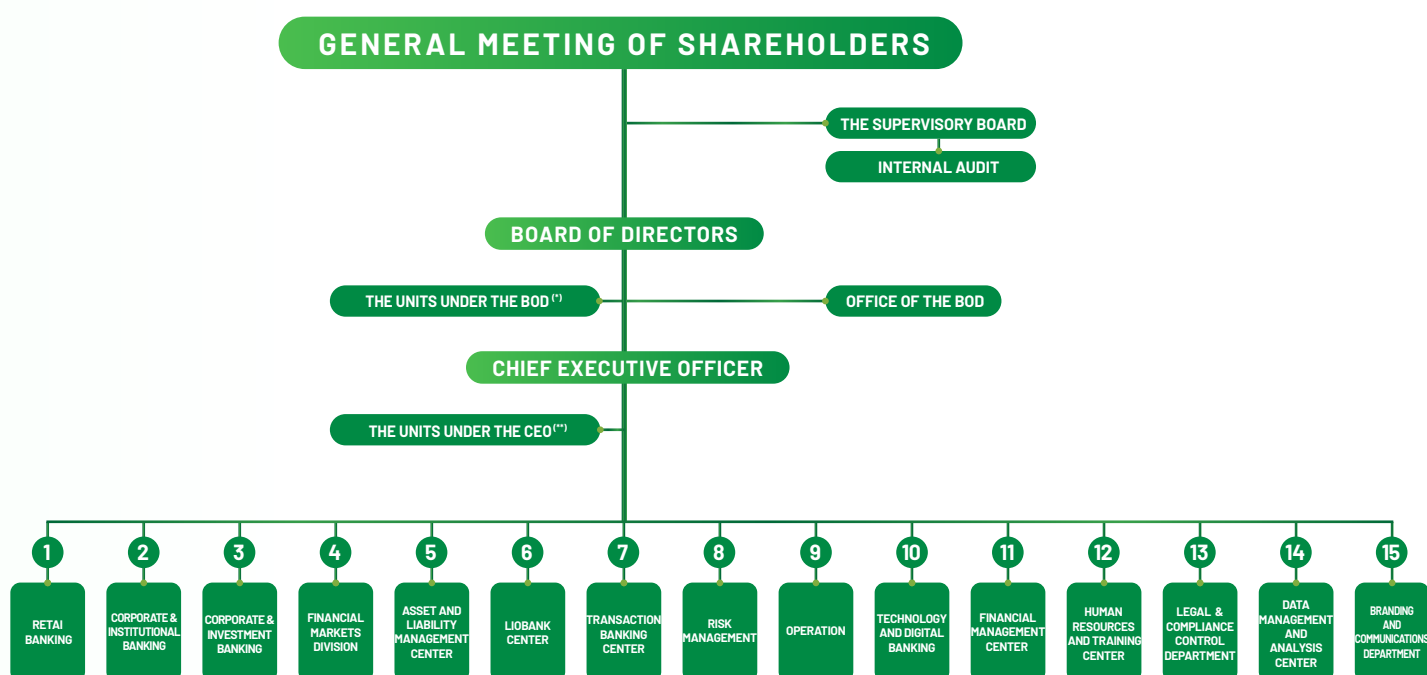 GENERAL MEETING OF SHAREHOLDERS
THE SUPERVISORY BOARD
INTERNAL AUDIT
BOARD OF DIRECTORS
THE UNITS UNDER THE BOD (*)
OFFICE OF THE BOD
CHIEF EXECUTIVE OFFICER
THE UNITS UNDER THE CEO (**)
1
RETAI
BANKING
2
CORPORATE &
INSTITUTIONAL
BANKING
3
CORPORATE &
INVESTMENT
BANKING
4
FINANCIAL
MARKETS
DIVISION
5
ASSET AND
LIABILITY
MANAGEMENT
CENTER
6
LIOBANK
CENTER
7
TRANSACTION
BANKING
CENTER
8
RISK
MANAGEMENT
9
OPERATION
10
TECHNOLOGY
AND DIGITAL
BANKING
11
FINANCIAL
MANAGEMENT
CENTER
12
HUMAN
RESOURCES
AND TRAINING
CENTER
13
LEGAL &
COMPLIANCE
CONTROL
DEPARTMENT
14
DATA
MANAGEMENT
AND
ANALYSIS
CENTER
15
BRANDING
AND
COMMUNICATIONS
DEPARTMENT